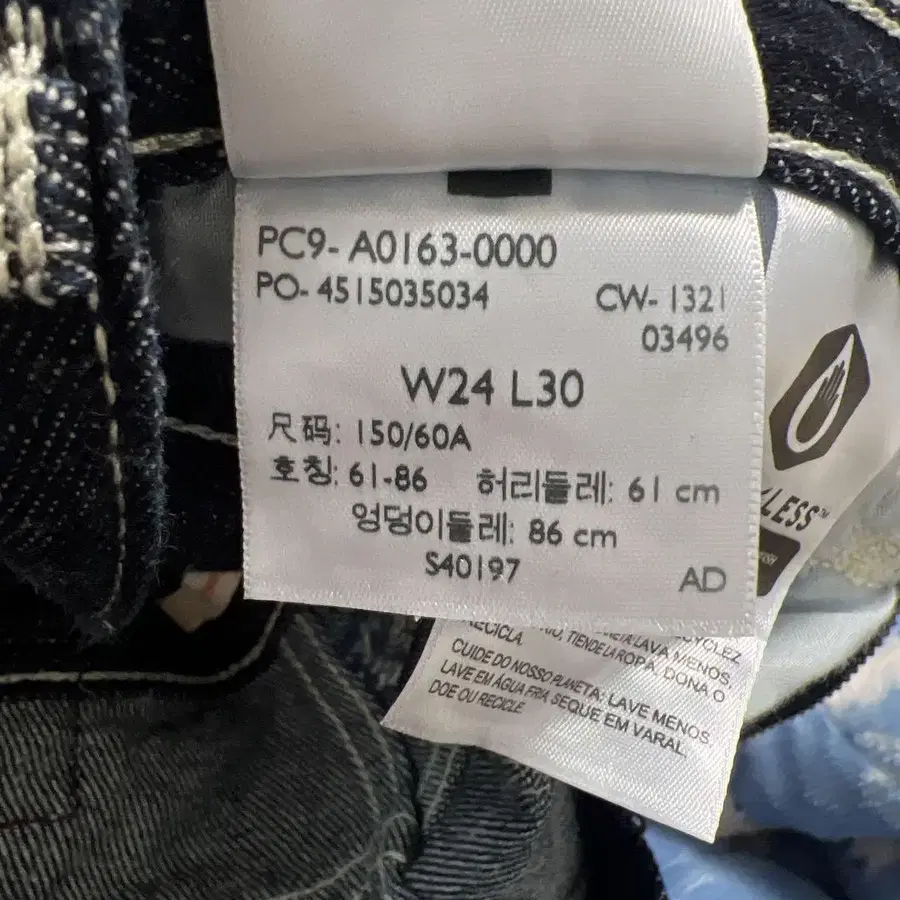 PC9- A0163-0000
PO- 4515035034 CW- 1321
03496
W24 L30
尺码: 150/60A
호칭: 61-86 허리둘레: 61 cm
엉덩이둘레: 86 cm
S40197 AD
LESS™
RECYCLEZ
RECICLA. TIENDE LA ROPA, DONA O
CUIDE DO NOSSO PLANETA: LAVE MENOS,
LAVE EM ÁGUA FRIA, SEQUE EM VARAL,
DOE OU RECICLE